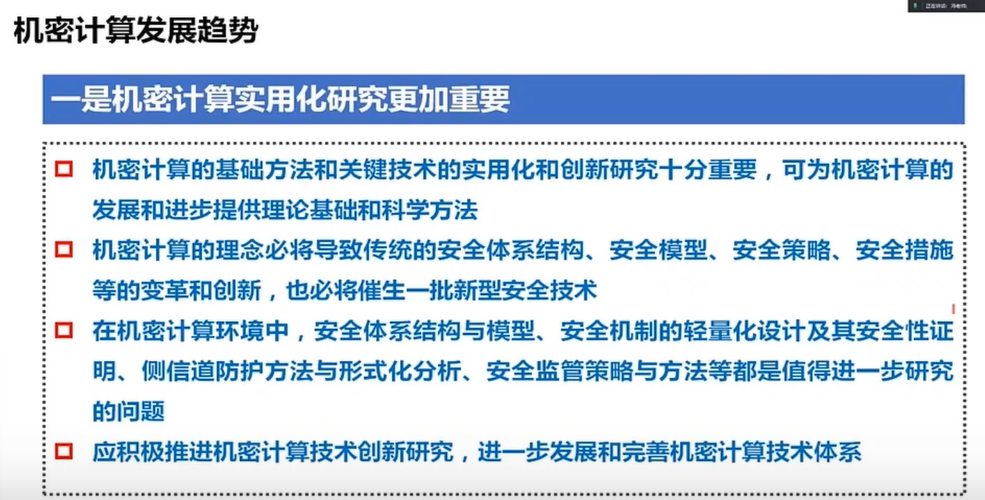 机密计算发展趋势
一是机密计算实用化研究更加重要
机密计算的基础方法和关键技术的实用化和创新研究十分重要，可为机密计算的
发展和进步提供理论基础和科学方法
机密计算的理念必将导致传统的安全体系结构、安全模型、安全策略、安全措施
等的变革和创新，也必将催生一批新型安全技术
在机密计算环境中，安全体系结构与模型、安全机制的轻量化设计及其安全性证
明、侧信道防护方法与形式化分析、安全监管策略与方法等都是值得进一步研究
的问题
应积极推进机密计算技术创新研究，进一步发展和完善机密计算技术体系